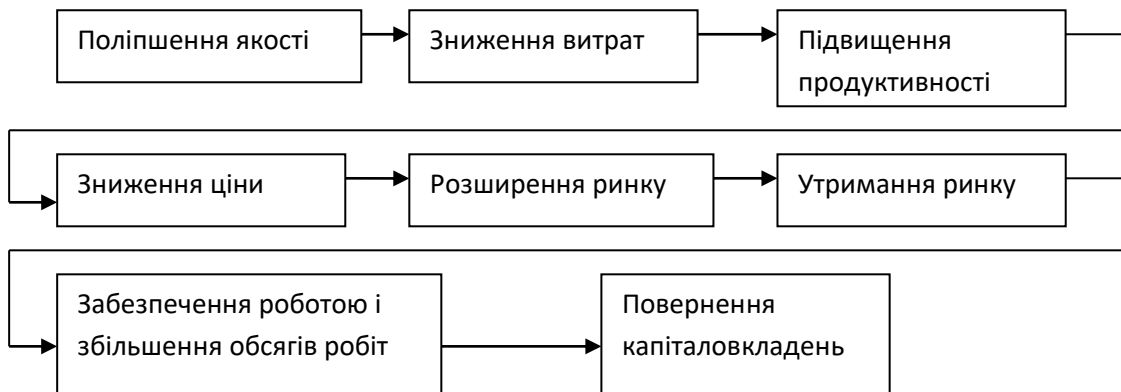 Поліпшення якості
Зниження витрат
Підвищення
продуктивності
Зниження ціни
Розширення ринку
Утримання ринку
Забезпечення роботою і
збільшення обсягів робіт
Повернення
капіталовкладень